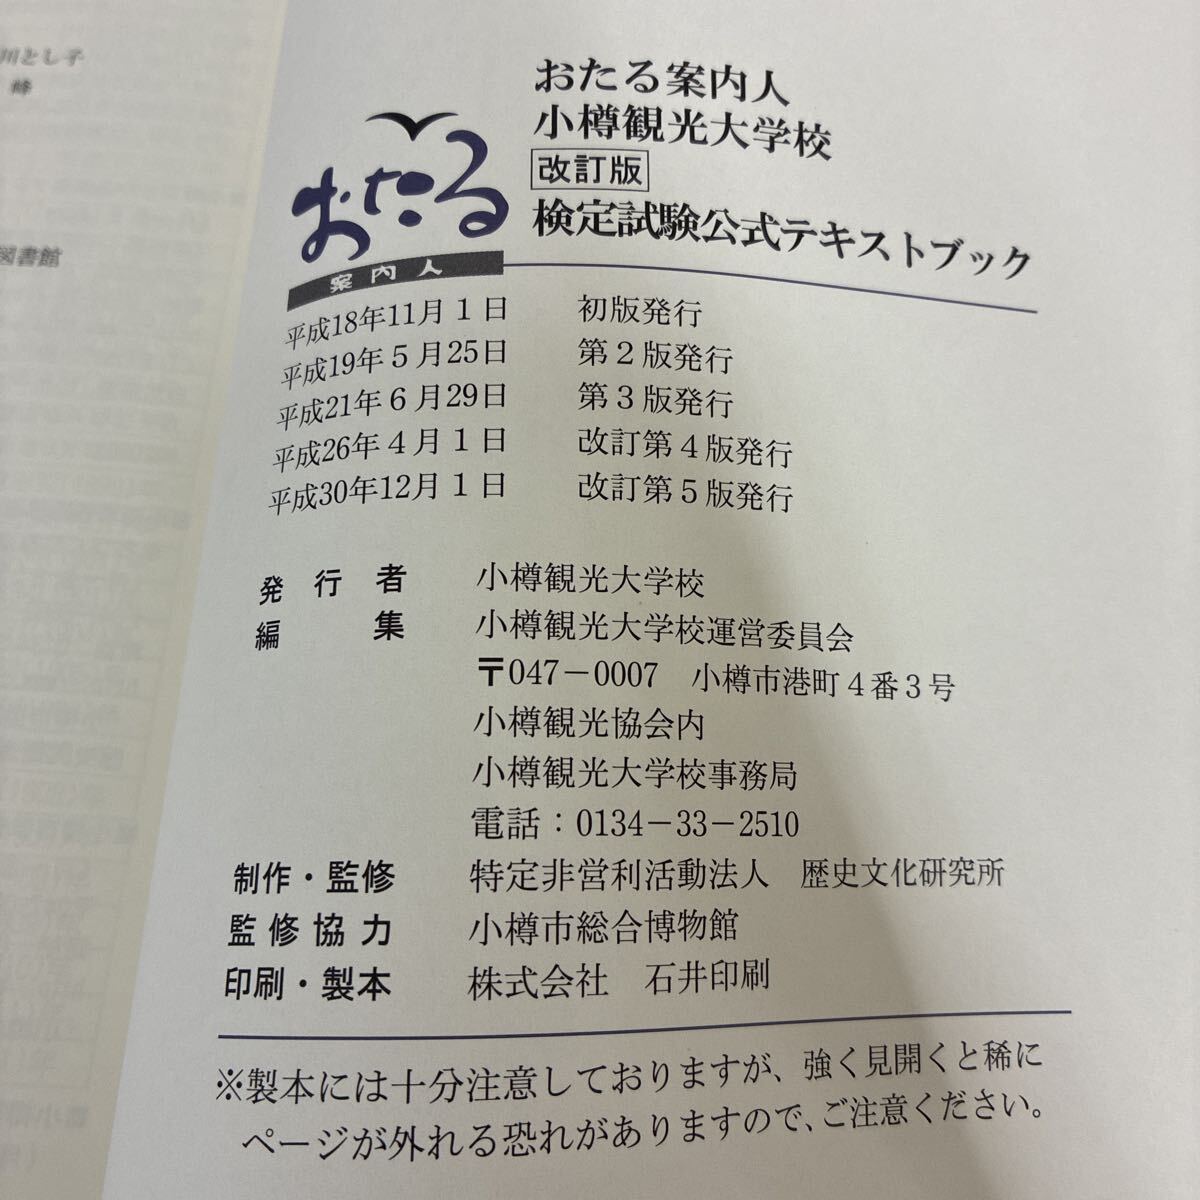 川とし子
峰
図書館
おたる
案内人
おたる案内人
小樽観光大学校
改訂版
検定試験公式テキストブック
平成18年11月1日 初版発行
平成19年5月25日 第2版発行
平成21年6月29日 第3版発行
平成26年4月1日 改訂第4版発行
平成30年12月1日 改訂第5版発行
発行者 小樽観光大学校
編集 小樽観光大学校運営委員会
〒047-0007 小樽市港町4番3号
小樽観光協会内
小樽観光大学校事務局
電話：0134-33-2510
制作・監修 特定非営利活動法人 歴史文化研究所
監修協力 小樽市総合博物館
印刷・製本 株式会社 石井印刷
※製本には十分注意しておりますが、強く見開くと稀に
ページが外れる恐れがありますので、ご注意ください。